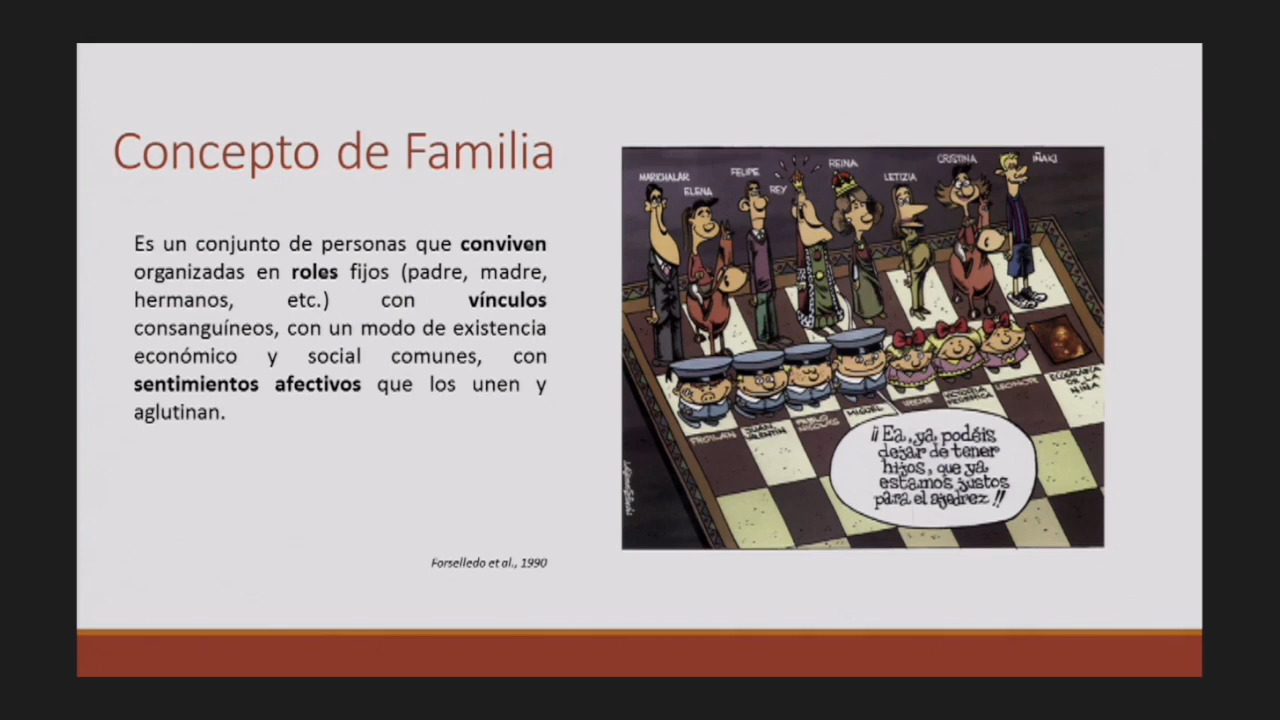 Concepto de Familia
Es un conjunto de personas que conviven
organizadas en roles fijos (padre, madre,
hermanos, etc.) con vínculos
consanguíneos, con un modo de existencia
económico y social comunes, con
sentimientos afectivos que los unen y
aglutinan.
Forselledo et al., 1990
MARICHALAR
ELENA
FELIPE
REY
REINA
LETIZIA
CRISTINA
IÑAKI
FROILÁN
JUAN
VALENTIN
PABLO
NICOLÁS
MIGUEL
IRENE
VICTORIA
FEDERICA
LEONOR
ECOGRAFÍA
DE LA
NIÑA
¡¡Ea, ya podéis
dejar de tener
hijos, que ya
estamos justos
para el ajedrez!!